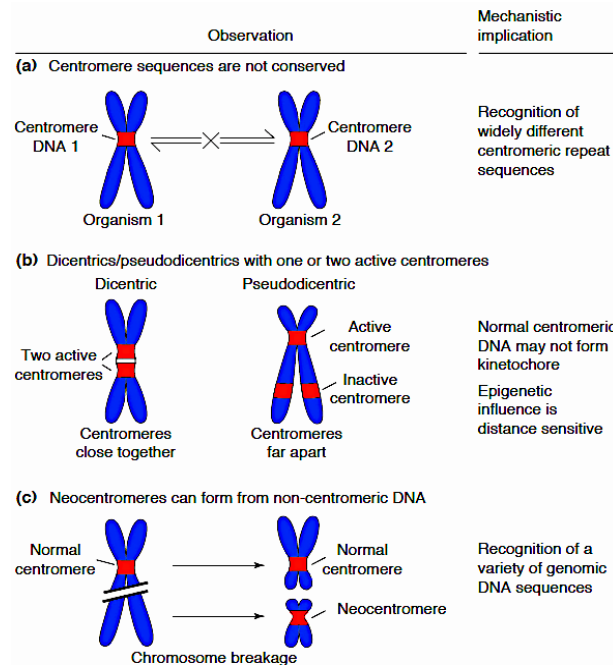 Observation
Mechanistic
implication
(a) Centromere sequences are not conserved
Centromere
DNA 1
Centromere
DNA 2
Organism 1
Organism 2
Recognition of
widely different
centromeric repeat
sequences
(b) Dicentrics/pseudodicentrics with one or two active centromeres
Dicentric
Pseudodicentric
Two active
centromeres
Active
centromere
Inactive
centromere
Centromeres
close together
Centromeres
far apart
Normal centromeric
DNA may not form
kinetochore
Epigenetic
influence is
distance sensitive
(c) Neocentromeres can form from non-centromeric DNA
Normal
centromere
Normal
centromere
Neocentromere
Chromosome breakage
Recognition of a
variety of genomic
DNA sequences